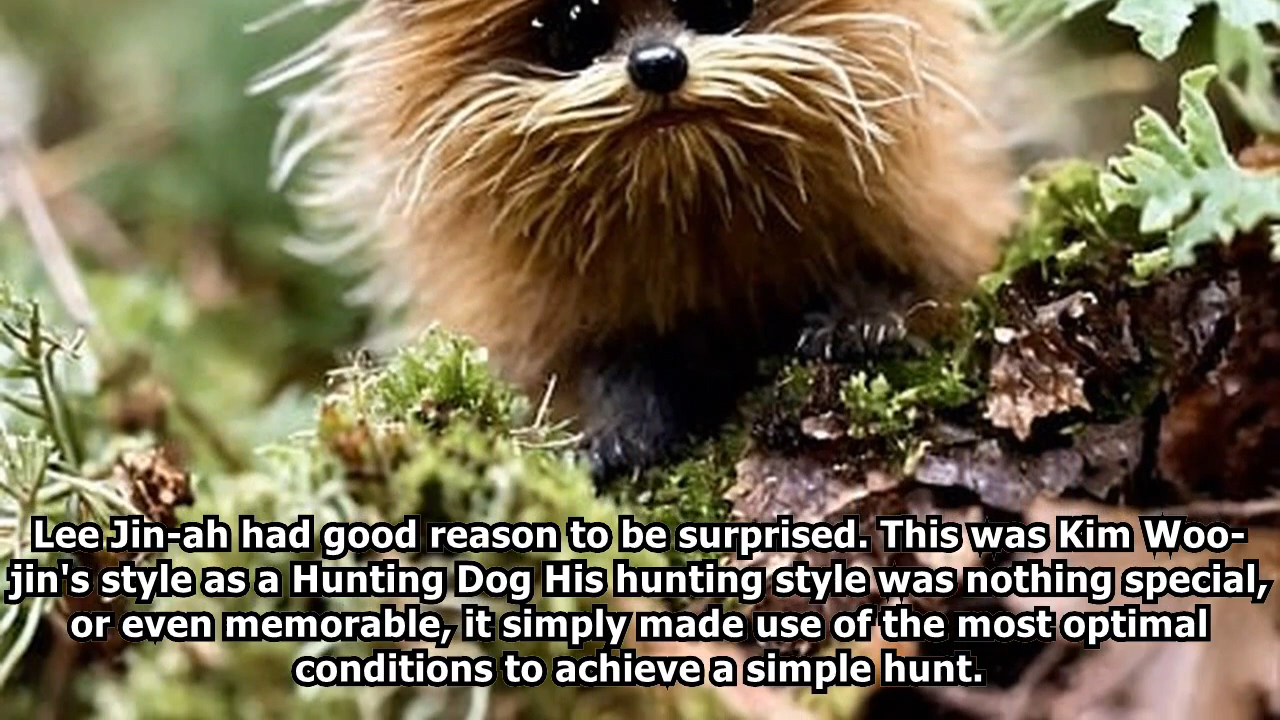 Lee Jin-ah had good reason to be surprised. This was Kim Woo-
jin's style as a Hunting Dog His hunting style was nothing special,
or even memorable, it simply made use of the most optimal
conditions to achieve a simple hunt.